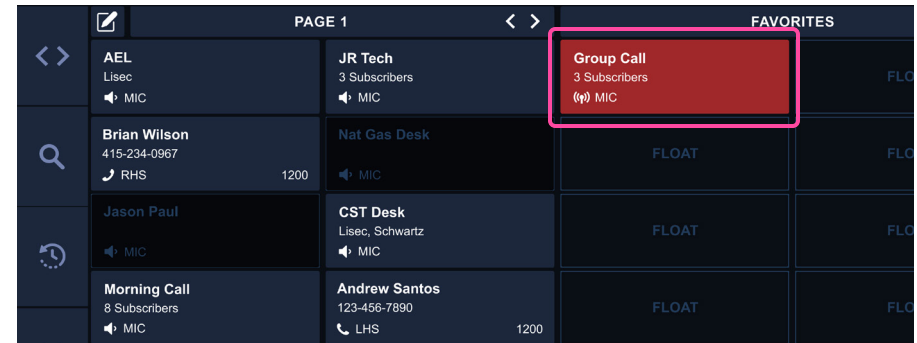 PAGE 1
FAVORITES
AEL
Lisec
MIC
JR Tech
3 Subscribers
MIC
Group Call
3 Subscribers
MIC
Brian Wilson
415-234-0967
RHS 1200
Nat Gas Desk
MIC
FLOAT
Jason Paul
MIC
CST Desk
Lisec, Schwartz
MIC
FLOAT
Morning Call
8 Subscribers
MIC
Andrew Santos
123-456-7890
LHS 1200
FLOAT